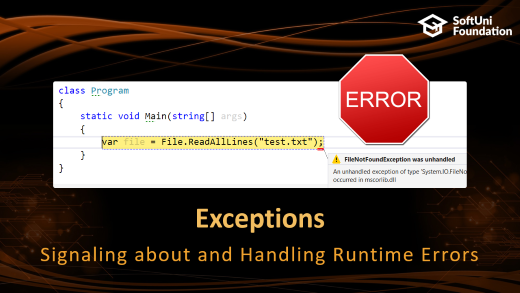 SoftUni
Foundation
class Program
{
static void Main(string[] args)
{
var file = File.ReadAllLines("test.txt");
}
}
ERROR
FileNotFoundException was unhandled
An unhandled exception of type 'System.IO.FileNo
occurred in mscorlib.dll
Exceptions
Signaling about and Handling Runtime Errors